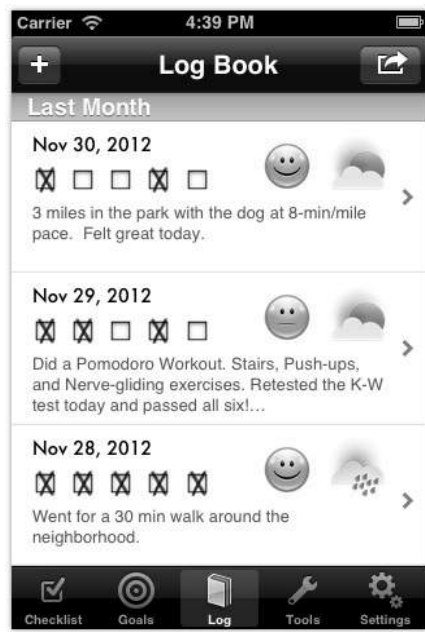 Carrier 4:39 PM
+ Log Book
Last Month
Nov 30, 2012
3 miles in the park with the dog at 8-min/mile
pace. Felt great today.
Nov 29, 2012
Did a Pomodoro Workout. Stairs, Push-ups,
and Nerve-gliding exercises. Retested the K-W
test today and passed all six!...
Nov 28, 2012
Went for a 30 min walk around the
neighborhood.
Checklist Goals Log Tools Settings